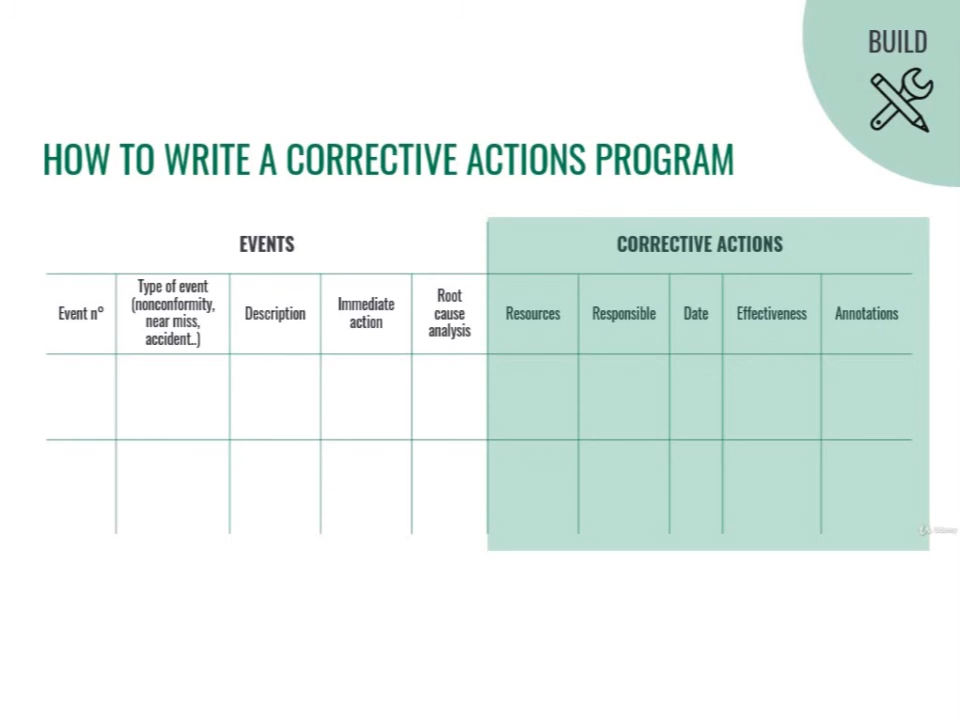 BUILD
HOW TO WRITE A CORRECTIVE ACTIONS PROGRAM
EVENTS
CORRECTIVE ACTIONS
Event n°
Type of event
(nonconformity,
near miss,
accident..)
Description
Immediate
action
Root
cause
analysis
Resources
Responsible
Date
Effectiveness
Annotations